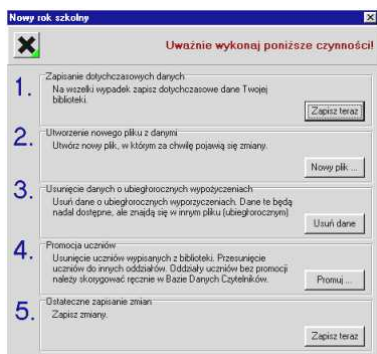 Nowy rok szkolny
Uważnie wykonaj poniższe czynności!
1.
Zapisanie dotychczasowych danych
Na wszelki wypadek zapisz dotychczasowe dane Twojej
biblioteki.
Zapisz teraz
2.
Utworzenie nowego pliku z danymi
Utwórz nowy plik, w którym za chwilę pojawią się zmiany.
Nowy plik ...
3.
Usunięcie danych o ubiegłorocznych wypożyczeniach
Usuń dane o ubiegłorocznych wyporzyczeniach. Dane te będą
nadal dostępne, ale znajdą się w innym pliku (ubiegłorocznym)
Usuń dane
4.
Promocja uczniów
Usunięcie uczniów wypisanych z biblioteki. Przesunięcie
uczniów do innych oddziałów. Oddziały uczniów bez promocji
należy skorygować ręcznie w Bazie Danych Czytelników.
Promuj ...
5.
Ostateczne zapisanie zmian
Zapisz zmiany.
Zapisz teraz